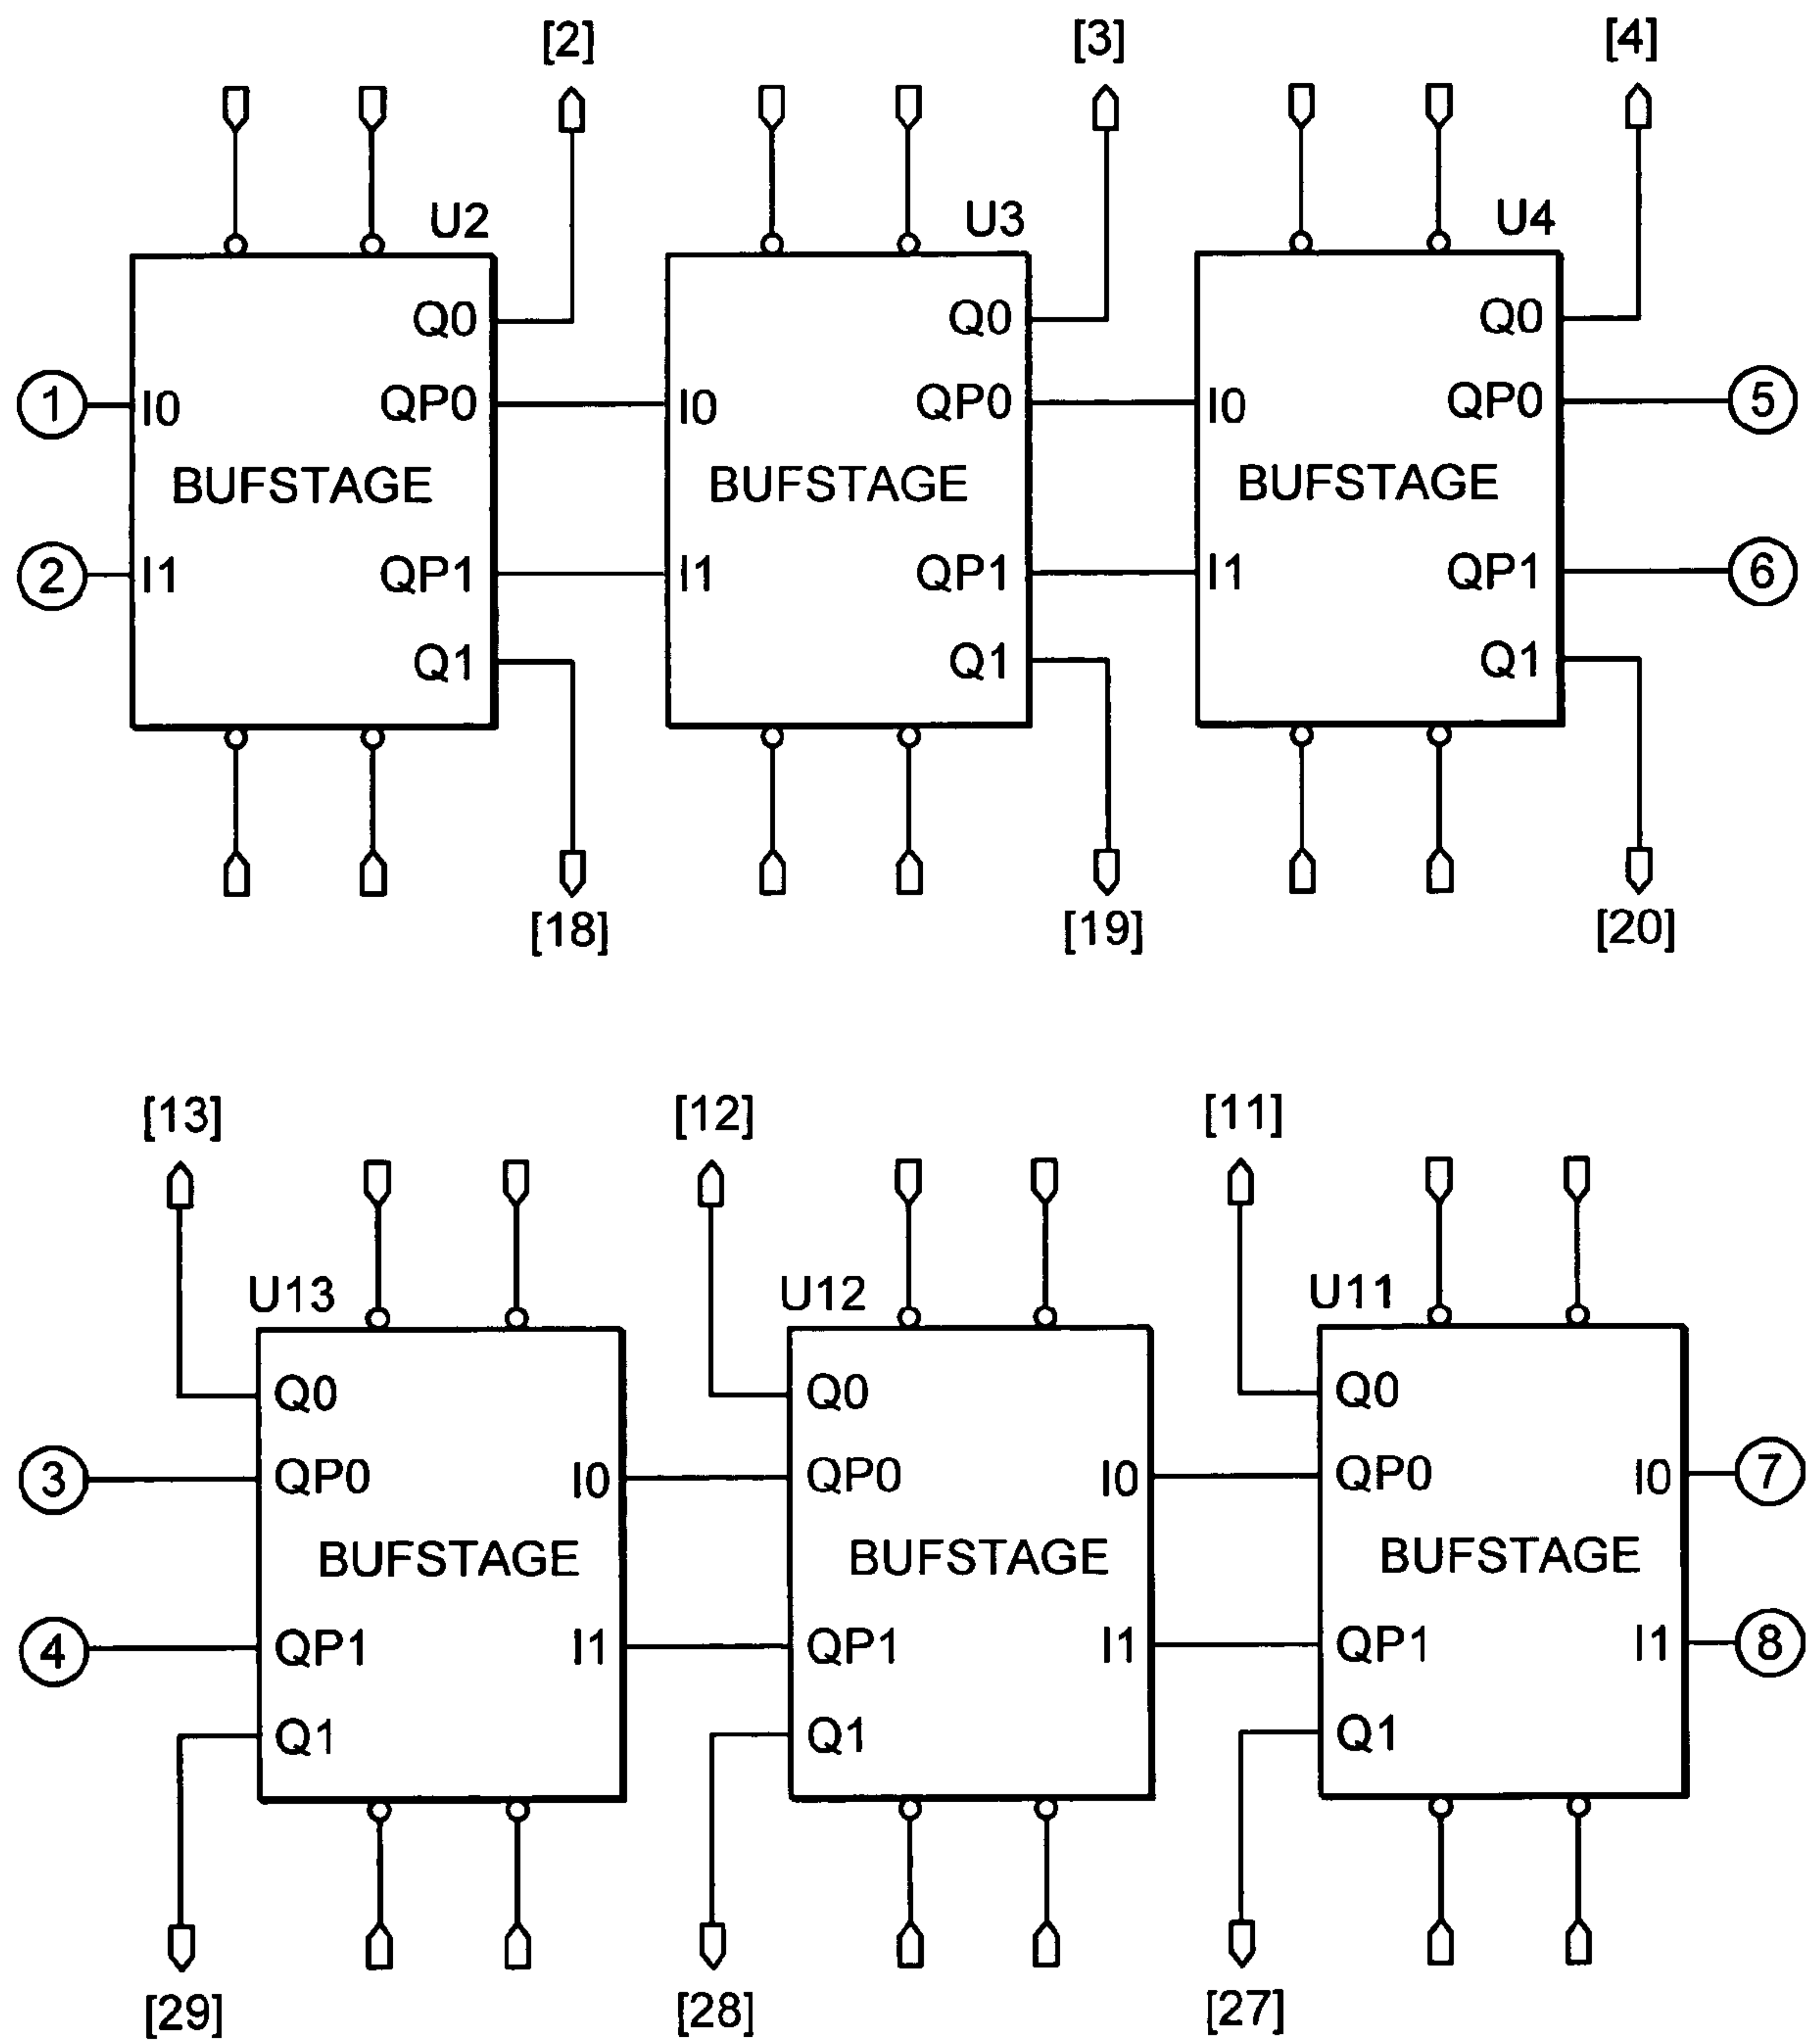 [2] [3] [4]
U2 U3 U4
Q0 Q0 Q0
1 I0 QP0 I0 QP0 I0 QP0 5
BUFSTAGE BUFSTAGE BUFSTAGE
2 I1 QP1 I1 QP1 I1 QP1 6
Q1 Q1 Q1
[18] [19] [20]
[13] [12] [11]
U13 U12 U11
Q0 Q0 Q0
3 QP0 I0 QP0 I0 QP0 I0 7
BUFSTAGE BUFSTAGE BUFSTAGE
4 QP1 I1 QP1 I1 QP1 I1 8
Q1 Q1 Q1
[29] [28] [27]